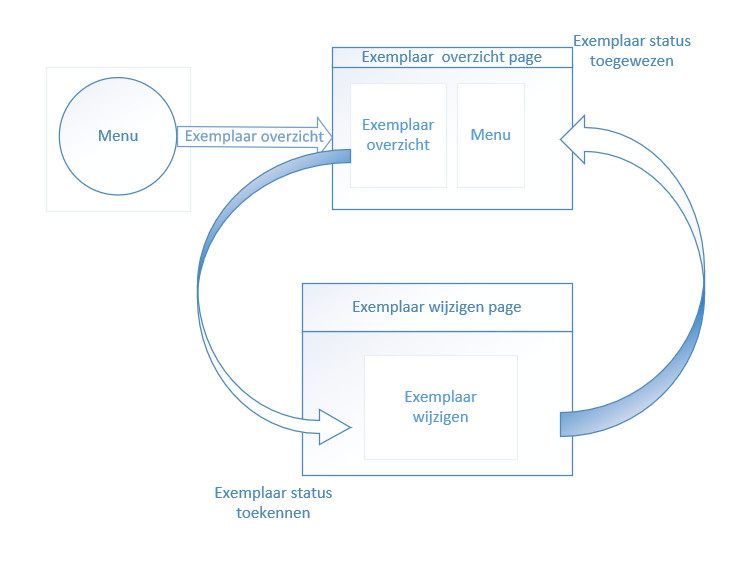 Exemplaar status
toegewezen
Exemplaar overzicht page
Menu
Exemplaar overzicht
Exemplaar
overzicht
Menu
Exemplaar wijzigen page
Exemplaar
wijzigen
Exemplaar status
toekennen